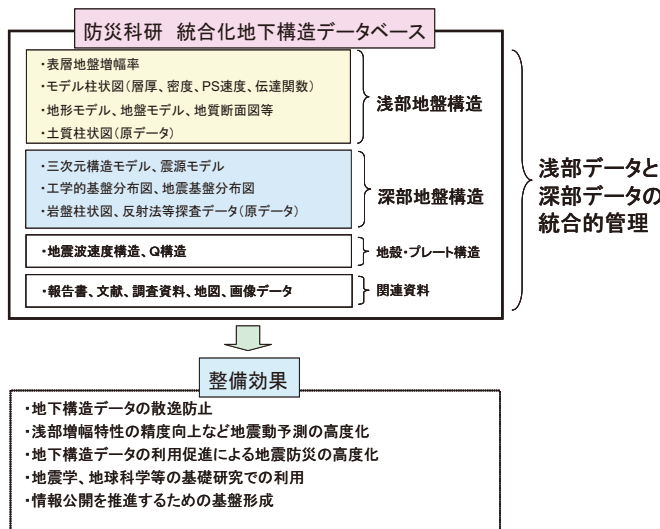 防災科研 統合化地下構造データベース
・表層地盤増幅率
・モデル柱状図(層厚、密度、PS速度、伝達関数)
・地形モデル、地盤モデル、地質断面図等
・土質柱状図(原データ)
浅部地盤構造
・三次元構造モデル、震源モデル
・工学的基盤分布図、地震基盤分布図
・岩盤柱状図、反射法等探査データ(原データ)
深部地盤構造
・地震波速度構造、Q構造
地殻・プレート構造
・報告書、文献、調査資料、地図、画像データ
関連資料
浅部データと
深部データの
統合的管理
整備効果
・地下構造データの散逸防止
・浅部増幅特性の精度向上など地震動予測の高度化
・地下構造データの利用促進による地震防災の高度化
・地震学、地球科学等の基礎研究での利用
・情報公開を推進するための基盤形成